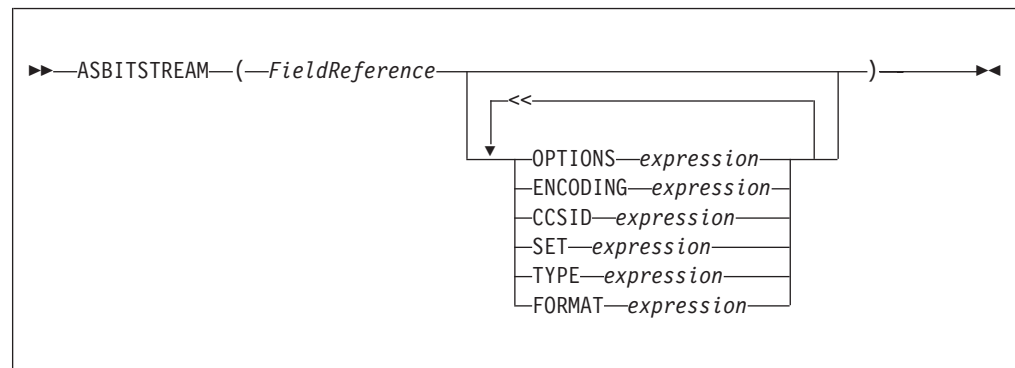 ASBITSTREAM ( FieldReference )
<<
OPTIONS expression
ENCODING expression
CCSID expression
SET expression
TYPE expression
FORMAT expression